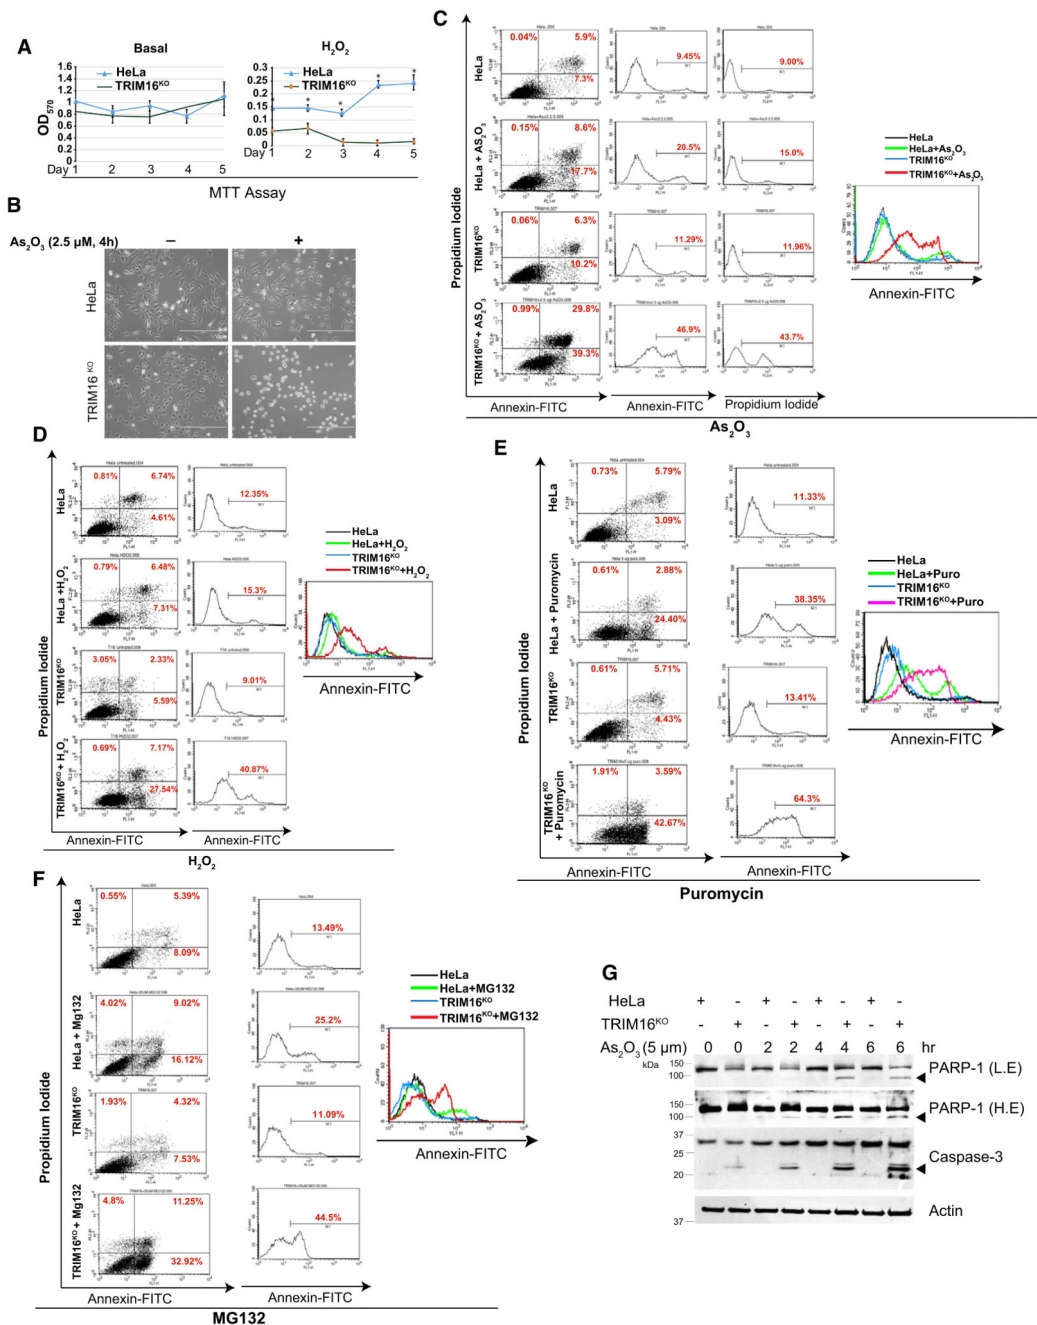 A
Basal
H2O2
OD570
HeLa
TRIM16KO
1.6
1.4
1.2
1
0.8
0.6
0.4
0.2
0
Day 1 2 3 4 5
HeLa
TRIM16KO
0.3
0.25
0.2
0.15
0.1
0.05
0
1 2 3 4 5
* * * * *
MTT Assay
B
As2O3 (2.5 µM, 4h) – +
HeLa
TRIM16 KO
C
Propidium Iodide
HeLa
0.04% 5.9%
7.3%
9.45%
9.00%
HeLa + AS2O3
0.15% 8.6%
17.7%
20.5%
15.0%
TRIM16KO
0.06% 6.3%
10.2%
11.29%
11.96%
TRIM16KO + AS2O3
0.99% 29.8%
39.3%
46.9%
43.7%
Annexin-FITC
Annexin-FITC
Propidium Iodide
As2O3
HeLa
HeLa+As2O3
TRIM16KO
TRIM16KO+As2O3
Annexin-FITC
D
Propidium Iodide
HeLa
0.81% 6.74%
4.61%
12.35%
HeLa +H2O2
0.79% 6.48%
7.31%
15.3%
TRIM16KO
3.05% 2.33%
5.59%
9.01%
TRIM16KO + H2O2
0.69% 7.17%
27.54%
40.87%
Annexin-FITC
Annexin-FITC
H2O2
HeLa
HeLa+H2O2
TRIM16KO
TRIM16KO+H2O2
Annexin-FITC
E
Propidium Iodide
HeLa
0.73% 5.79%
3.09%
11.33%
HeLa + Puromycin
0.61% 2.88%
24.40%
38.35%
TRIM16KO
0.61% 5.71%
4.43%
13.41%
TRIM16KO + Puromycin
1.91% 3.59%
42.67%
64.3%
Annexin-FITC
Annexin-FITC
Puromycin
HeLa
HeLa+Puro
TRIM16KO
TRIM16KO+Puro
Annexin-FITC
F
Propidium Iodide
HeLa
0.55% 5.39%
8.09%
13.49%
HeLa + Mg132
4.02% 9.02%
16.12%
25.2%
TRIM16KO
1.93% 4.32%
7.53%
11.09%
TRIM16KO + Mg132
4.8% 11.25%
32.92%
44.5%
Annexin-FITC
Annexin-FITC
MG132
HeLa
HeLa+MG132
TRIM16KO
TRIM16KO+MG132
Annexin-FITC
G
HeLa + - + - + - + -
TRIM16KO - + - + - + - +
As2O3 (5 µm) 0 0 2 2 4 4 6 6 hr
kDa
150
100
PARP-1 (L.E)
150
100
PARP-1 (H.E)
37
25
20
Caspase-3
37
Actin